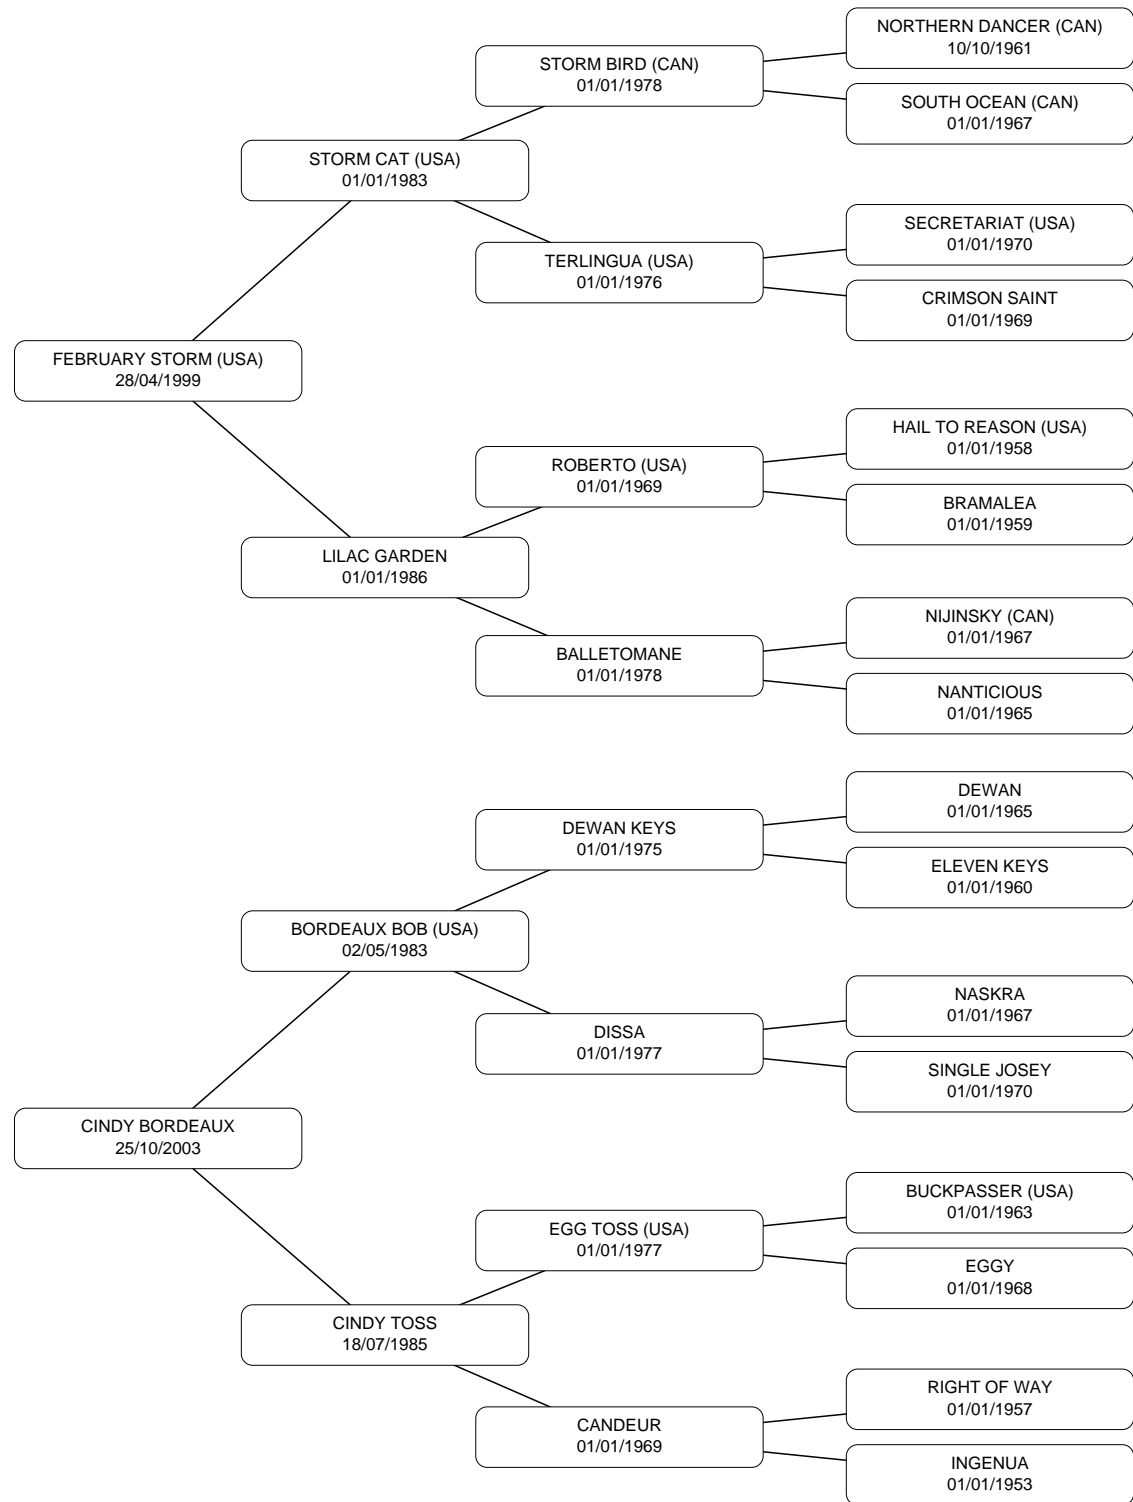 NORTHERN DANCER (CAN)
10/10/1961
STORM BIRD (CAN)
01/01/1978
SOUTH OCEAN (CAN)
01/01/1967
STORM CAT (USA)
01/01/1983
SECRETARIAT (USA)
01/01/1970
TERLINGUA (USA)
01/01/1976
CRIMSON SAINT
01/01/1969
FEBRUARY STORM (USA)
28/04/1999
HAIL TO REASON (USA)
01/01/1958
ROBERTO (USA)
01/01/1969
BRAMALEA
01/01/1959
LILAC GARDEN
01/01/1986
NIJINSKY (CAN)
01/01/1967
BALLETOMANE
01/01/1978
NANTICIOUS
01/01/1965
DEWAN
01/01/1965
DEWAN KEYS
01/01/1975
ELEVEN KEYS
01/01/1960
BORDEAUX BOB (USA)
02/05/1983
NASKRA
01/01/1967
DISSA
01/01/1977
SINGLE JOSEY
01/01/1970
CINDY BORDEAUX
25/10/2003
BUCKPASSER (USA)
01/01/1963
EGG TOSS (USA)
01/01/1977
EGGY
01/01/1968
CINDY TOSS
18/07/1985
RIGHT OF WAY
01/01/1957
CANDEUR
01/01/1969
INGENUA
01/01/1953